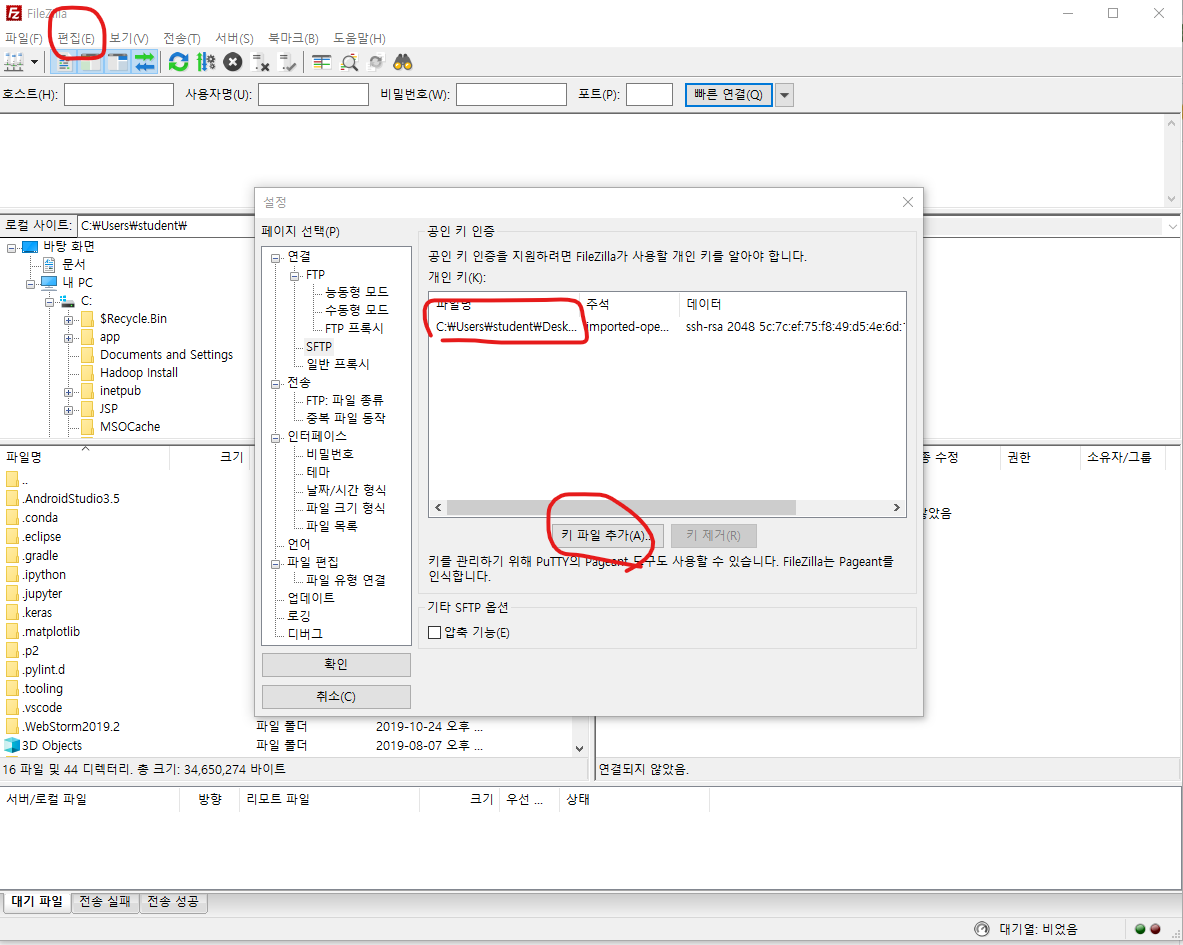 FileZilla
파일(F) 편집(E) 보기(V) 전송(T) 서버(S) 북마크(B) 도움말(H)
호스트(H): 사용자명(U): 비밀번호(W): 포트(P): 빠른 연결(Q)
로컬 사이트: C:\Users\student\
바탕 화면
문서
내 PC
C:
$Recycle.Bin
app
Documents and Settings
Hadoop Install
inetpub
JSP
MSOCache
파일명 크기
..
.AndroidStudio3.5
.conda
.eclipse
.gradle
.ipython
.jupyter
.keras
.matplotlib
.p2
.pylint.d
.tooling
.vscode
.WebStorm2019.2 파일 폴더 2019-10-24 오후 ...
3D Objects 파일 폴더 2019-08-07 오후 ...
16 파일 및 44 디렉터리. 총 크기: 34,650,274 바이트
설정
페이지 선택(P)
연결
FTP
능동형 모드
수동형 모드
FTP 프록시
SFTP
일반 프록시
전송
FTP: 파일 종류
중복 파일 동작
인터페이스
비밀번호
테마
날짜/시간 형식
파일 크기 형식
파일 목록
언어
파일 편집
파일 유형 연결
업데이트
로깅
디버그
확인
취소(C)
공인 키 인증
공인 키 인증을 지원하려면 FileZilla가 사용할 개인 키를 알아야 합니다.
개인 키(K):
파일명 주석 데이터
C:\Users\student\Desk... imported-ope... ssh-rsa 2048 5c:7c:ef:75:f8:49:d5:4e:6d:
키 파일 추가(A)... 키 제거(R)
키를 관리하기 위해 PuTTY의 Pageant 도구도 사용할 수 있습니다. FileZilla는 Pageant를
인식합니다.
기타 SFTP 옵션
압축 기능(E)
종 수정 권한 소유자/그룹
않았음
연결되지 않았음.
서버/로컬 파일 방향 리모트 파일 크기 우선 ... 상태
대기 파일 전송 실패 전송 성공
대기열: 비었음